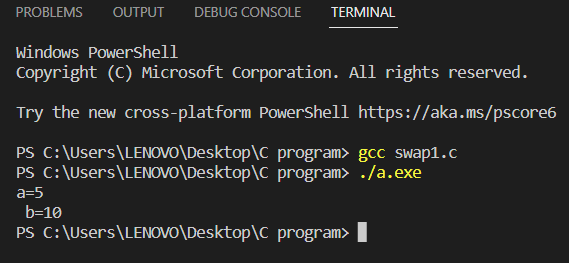 PROBLEMS OUTPUT DEBUG CONSOLE TERMINAL
Windows PowerShell
Copyright (C) Microsoft Corporation. All rights reserved.
Try the new cross-platform PowerShell https://aka.ms/pscore6
PS C:\Users\LENOVO\Desktop\C program> gcc swap1.c
PS C:\Users\LENOVO\Desktop\C program> ./a.exe
a=5
 b=10
PS C:\Users\LENOVO\Desktop\C program>